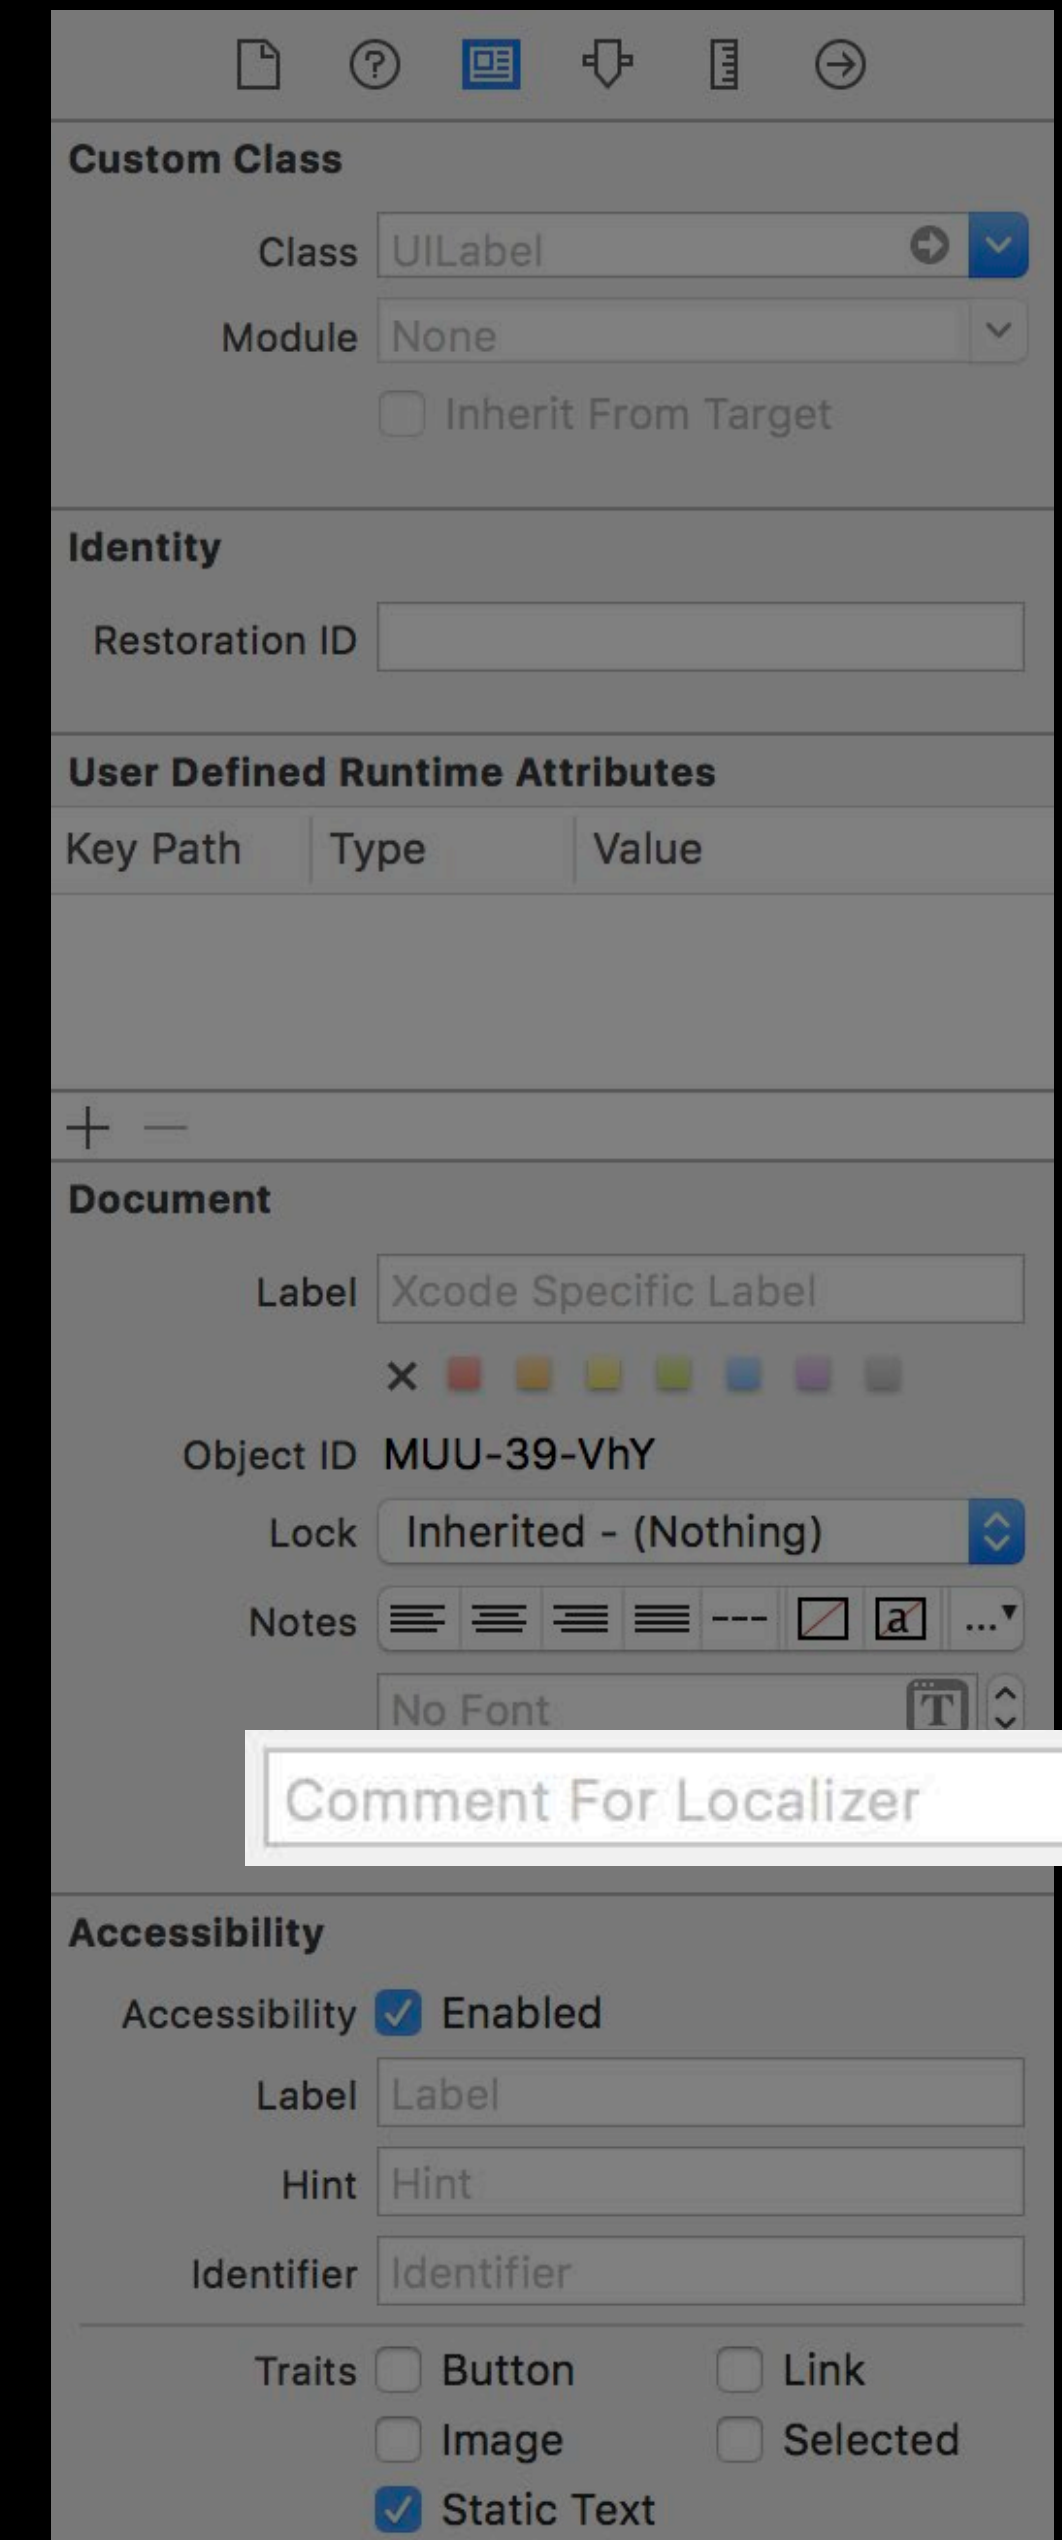 Custom Class
Class UILabel
Module None
Inherit From Target
Identity
Restoration ID
User Defined Runtime Attributes
Key Path Type Value
Document
Label Xcode Specific Label
Object ID MUU-39-VhY
Lock Inherited - (Nothing)
Notes --- a ...
No Font T
Comment For Localizer
Accessibility
Accessibility Enabled
Label Label
Hint Hint
Identifier Identifier
Traits Button Link
Image Selected
Static Text